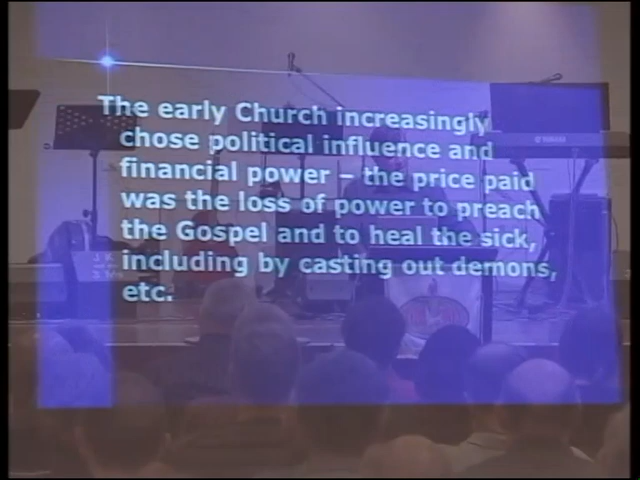 The early Church increasingly
chose political influence and
financial power – the price paid
was the loss of power to preach
the Gospel and to heal the sick,
including by casting out demons,
etc.
YAMAHA